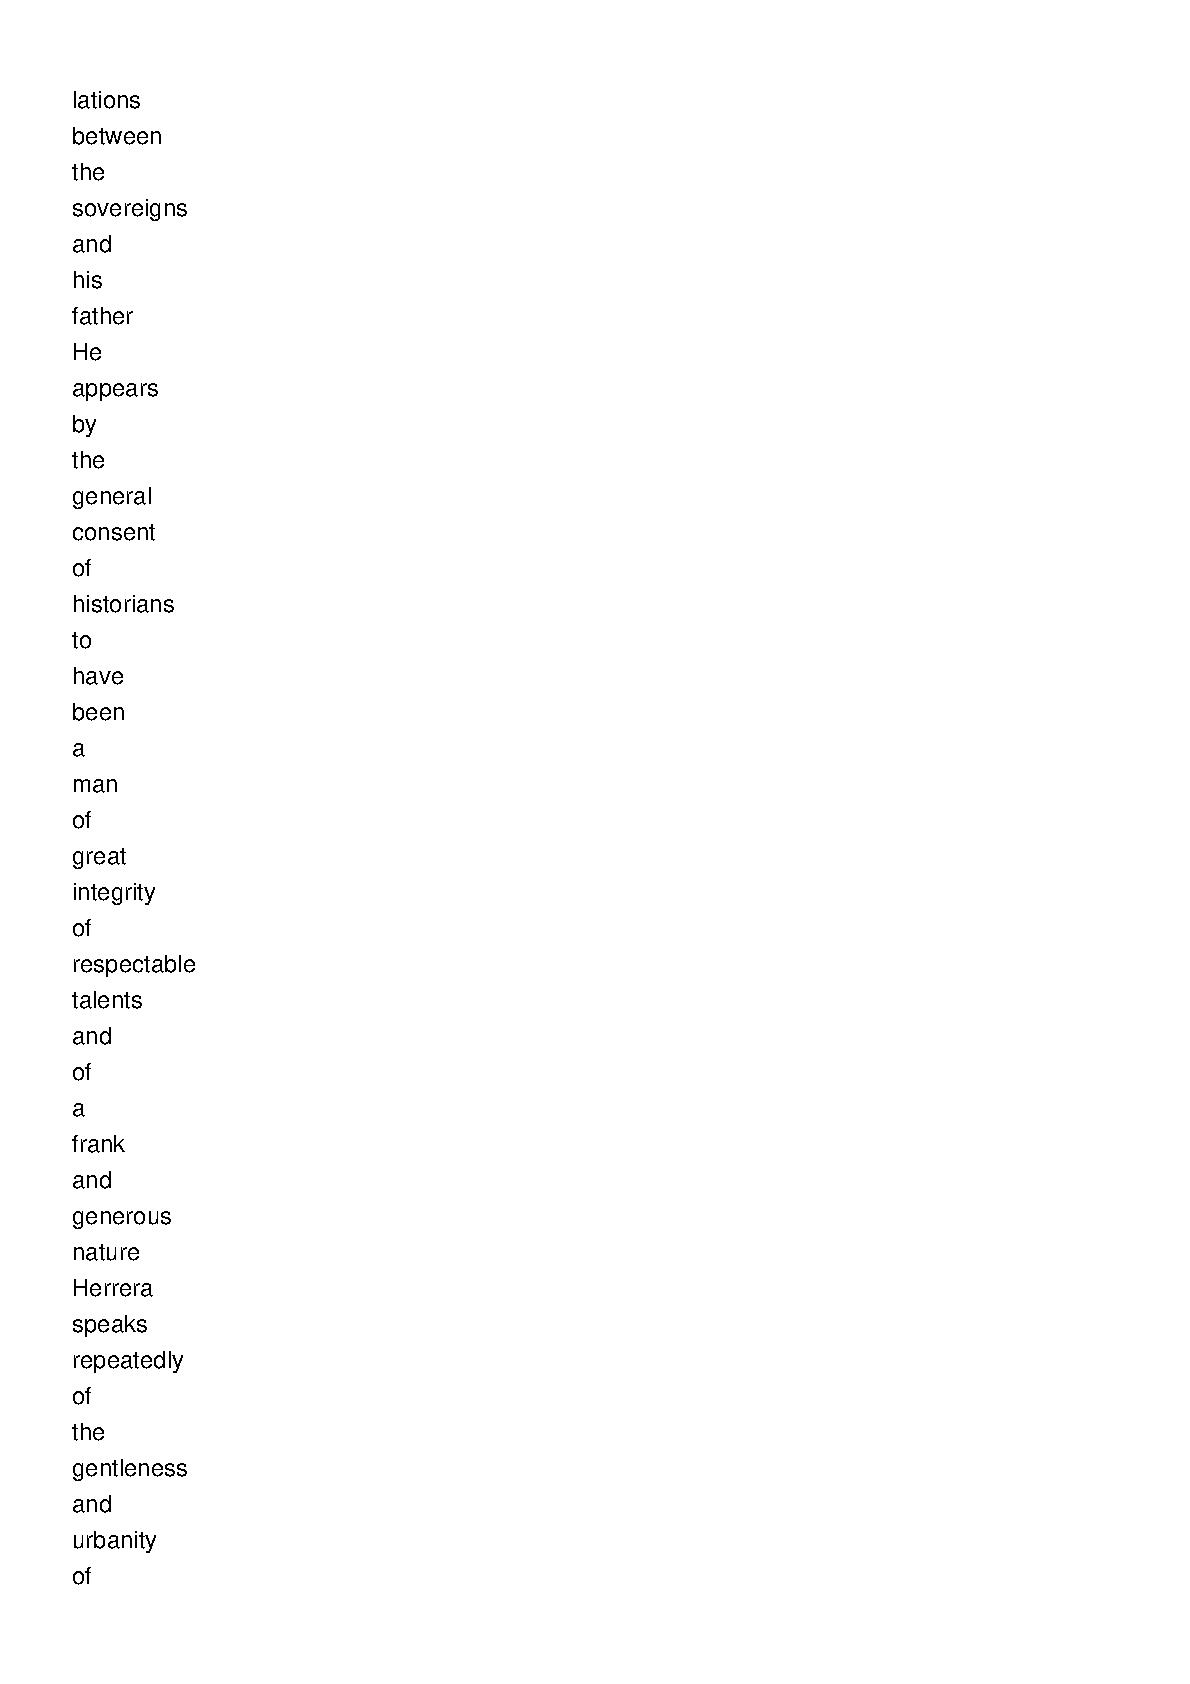 lations
between
the
sovereigns
and
his
father
He
appears
by
the
general
consent
of
historians
to
have
been
a
man
of
great
integrity
of
respectable
talents
and
of
a
frank
and
generous
nature
Herrera
speaks
repeatedly
of
the
gentleness
and
urbanity
of